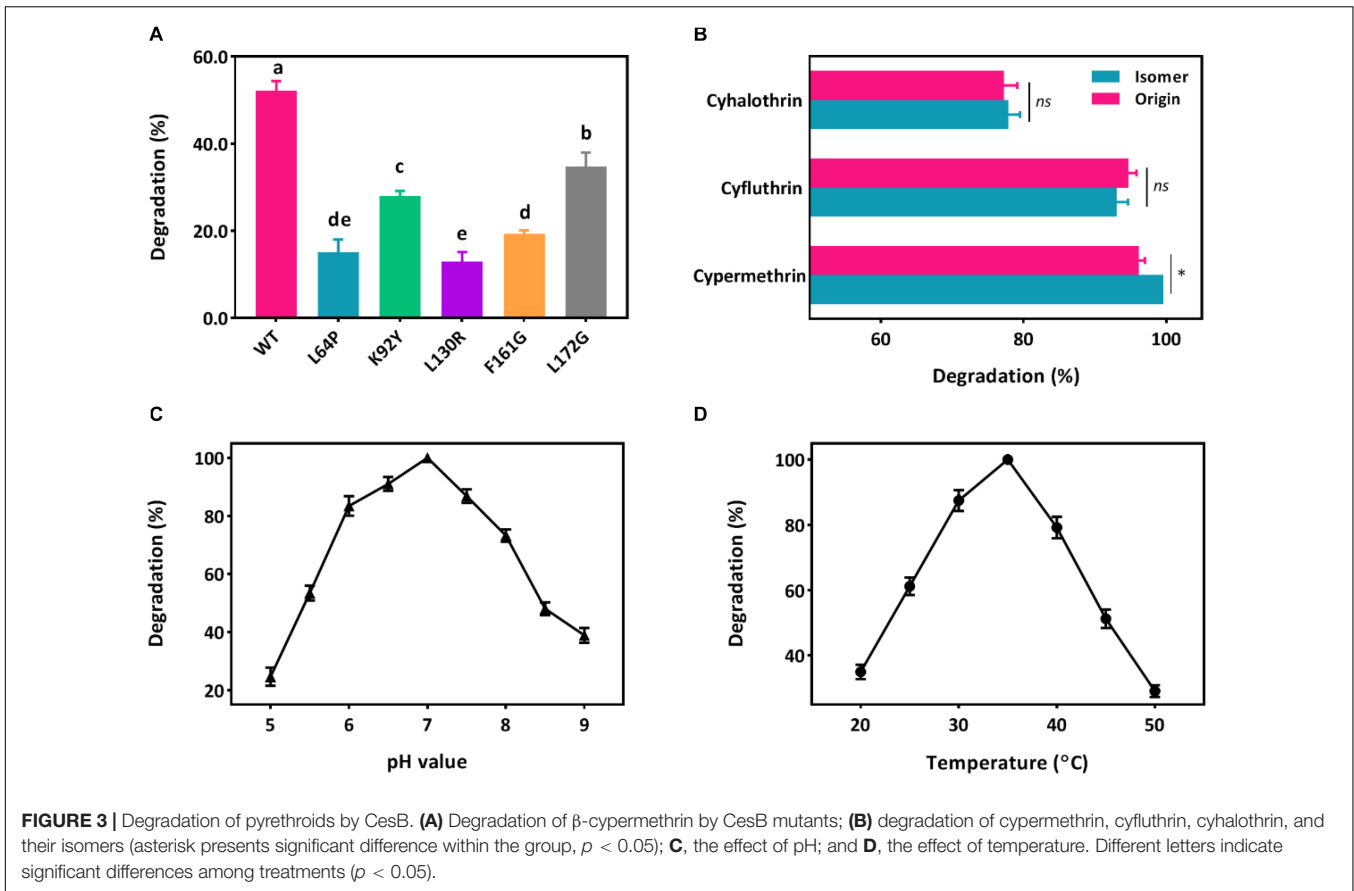 A
60.0
40.0
20.0
0.0
Degradation (%)
a
de
c
e
d
b
WT
L64P
K92Y
L130R
F161G
L172G
B
Cyhalothrin
Cyfluthrin
Cypermethrin
Isomer
Origin
ns
ns
*
60
80
100
Degradation (%)
C
100
80
60
40
20
Degradation (%)
5
6
7
8
9
pH value
D
100
80
60
40
Degradation (%)
20
30
40
50
Temperature (°C)
FIGURE 3 | Degradation of pyrethroids by CesB. (A) Degradation of β-cypermethrin by CesB mutants; (B) degradation of cypermethrin, cyfluthrin, cyhalothrin, and
their isomers (asterisk presents significant difference within the group, p < 0.05); C, the effect of pH; and D, the effect of temperature. Different letters indicate
significant differences among treatments (p < 0.05).